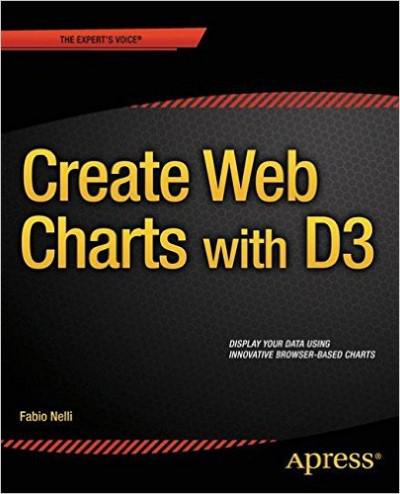 THE EXPERT'S VOICE®
Create Web
Charts with D3
DISPLAY YOUR DATA USING
INNOVATIVE BROWSER-BASED CHARTS
Fabio Nelli
Apress®